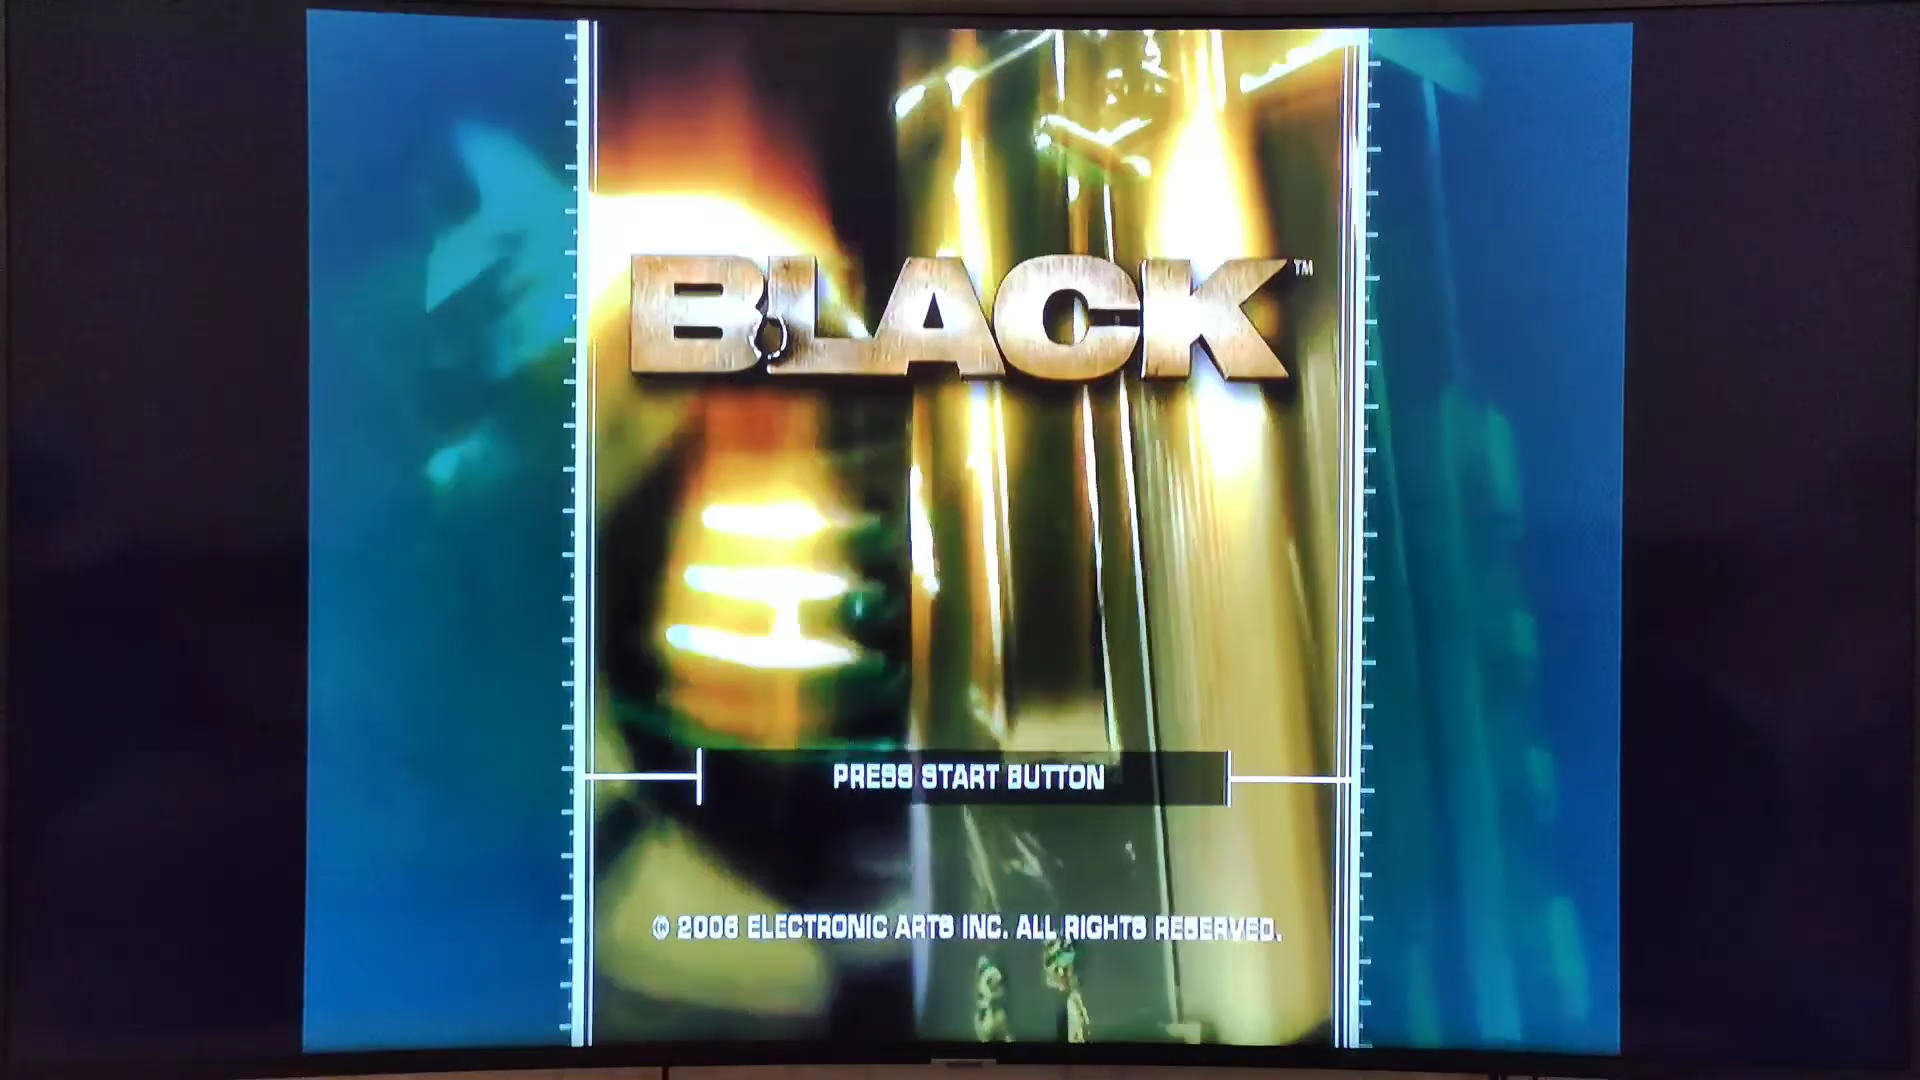 BLACK™
PRESS START BUTTON
© 2006 ELECTRONIC ARTS INC. ALL RIGHTS RESERVED.